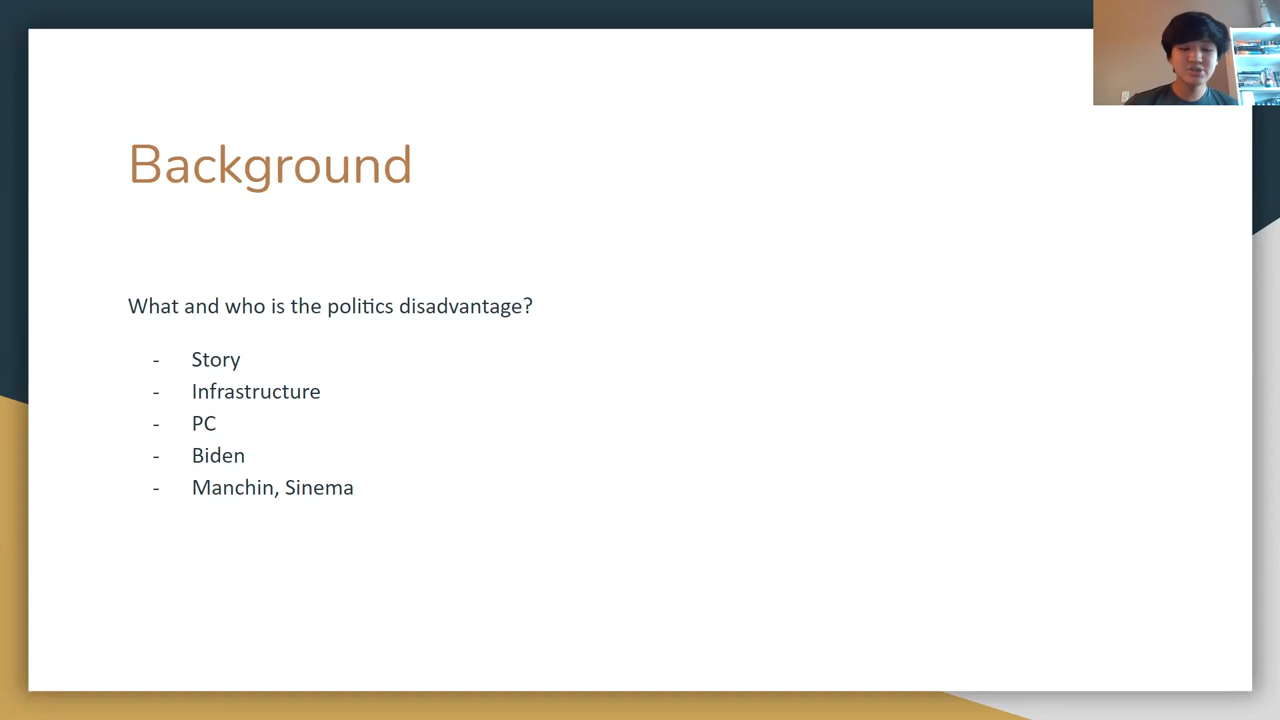 Background
What and who is the politics disadvantage?
- Story
- Infrastructure
- PC
- Biden
- Manchin, Sinema